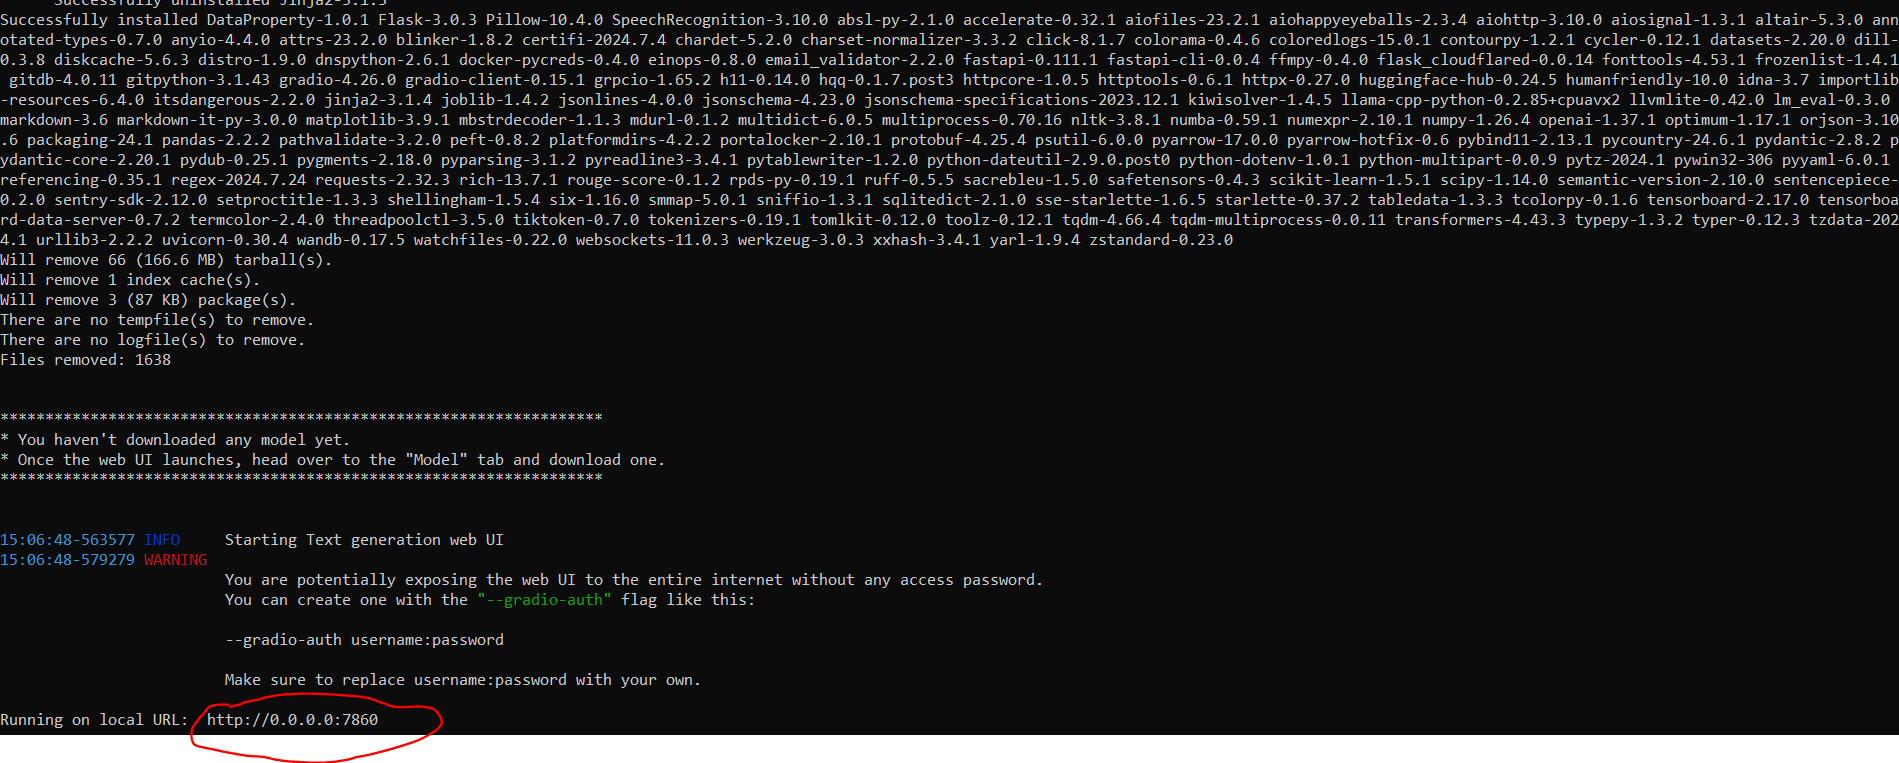 Successfully uninstalled Jinja2-3.1.3
Successfully installed DataProperty-1.0.1 Flask-3.0.3 Pillow-10.4.0 SpeechRecognition-3.10.0 absl-py-2.1.0 accelerate-0.32.1 aiofiles-23.2.1 aiohappyeyeballs-2.3.4 aiohttp-3.10.0 aiosignal-1.3.1 altair-5.3.0 ann
otated-types-0.7.0 anyio-4.4.0 attrs-23.2.0 blinker-1.8.2 certifi-2024.7.4 chardet-5.2.0 charset-normalizer-3.3.2 click-8.1.7 colorama-0.4.6 coloredlogs-15.0.1 contourpy-1.2.1 cycler-0.12.1 datasets-2.20.0 dill-
0.3.8 diskcache-5.6.3 distro-1.9.0 dnspython-2.6.1 docker-pycreds-0.4.0 einops-0.8.0 email_validator-2.2.0 fastapi-0.111.1 fastapi-cli-0.0.4 ffmpy-0.4.0 flask_cloudflared-0.0.14 fonttools-4.53.1 frozenlist-1.4.1
gitdb-4.0.11 gitpython-3.1.43 gradio-4.26.0 gradio-client-0.15.1 grpcio-1.65.2 h11-0.14.0 hqq-0.1.7.post3 httpcore-1.0.5 httptools-0.6.1 httpx-0.27.0 huggingface-hub-0.24.5 humanfriendly-10.0 idna-3.7 importlib
-resources-6.4.0 itsdangerous-2.2.0 jinja2-3.1.4 joblib-1.4.2 jsonlines-4.0.0 jsonschema-4.23.0 jsonschema-specifications-2023.12.1 kiwisolver-1.4.5 llama-cpp-python-0.2.85+cpuavx2 llvmlite-0.42.0 lm_eval-0.3.0
markdown-3.6 markdown-it-py-3.0.0 matplotlib-3.9.1 mbstrdecoder-1.1.3 mdurl-0.1.2 multidict-6.0.5 multiprocess-0.70.16 nltk-3.8.1 numba-0.59.1 numexpr-2.10.1 numpy-1.26.4 openai-1.37.1 optimum-1.17.1 orjson-3.10
.6 packaging-24.1 pandas-2.2.2 pathvalidate-3.2.0 peft-0.8.2 platformdirs-4.2.2 portalocker-2.10.1 protobuf-4.25.4 psutil-6.0.0 pyarrow-17.0.0 pyarrow-hotfix-0.6 pybind11-2.13.1 pycountry-24.6.1 pydantic-2.8.2 p
ydantic-core-2.20.1 pydub-0.25.1 pygments-2.18.0 pyparsing-3.1.2 pyreadline3-3.4.1 pytablewriter-1.2.0 python-dateutil-2.9.0.post0 python-dotenv-1.0.1 python-multipart-0.0.9 pytz-2024.1 pywin32-306 pyyaml-6.0.1
referencing-0.35.1 regex-2024.7.24 requests-2.32.3 rich-13.7.1 rouge-score-0.1.2 rpds-py-0.19.1 ruff-0.5.5 sacrebleu-1.5.0 safetensors-0.4.3 scikit-learn-1.5.1 scipy-1.14.0 semantic-version-2.10.0 sentencepiece-
0.2.0 sentry-sdk-2.12.0 setproctitle-1.3.3 shellingham-1.5.4 six-1.16.0 smmap-5.0.1 sniffio-1.3.1 sqlitedict-2.1.0 sse-starlette-1.6.5 starlette-0.37.2 tabledata-1.3.3 tcolorpy-0.1.6 tensorboard-2.17.0 tensorboa
rd-data-server-0.7.2 termcolor-2.4.0 threadpoolctl-3.5.0 tiktoken-0.7.0 tokenizers-0.19.1 tomlkit-0.12.0 toolz-0.12.1 tqdm-4.66.4 tqdm-multiprocess-0.0.11 transformers-4.43.3 typepy-1.3.2 typer-0.12.3 tzdata-202
4.1 urllib3-2.2.2 uvicorn-0.30.4 wandb-0.17.5 watchfiles-0.22.0 websockets-11.0.3 werkzeug-3.0.3 xxhash-3.4.1 yarl-1.9.4 zstandard-0.23.0
Will remove 66 (166.6 MB) tarball(s).
Will remove 1 index cache(s).
Will remove 3 (87 KB) package(s).
There are no tempfile(s) to remove.
There are no logfile(s) to remove.
Files removed: 1638
*******************************************************************
* You haven't downloaded any model yet.
* Once the web UI launches, head over to the "Model" tab and download one.
*******************************************************************
15:06:48-563577 INFO     Starting Text generation web UI
15:06:48-579279 WARNING
You are potentially exposing the web UI to the entire internet without any access password.
You can create one with the "--gradio-auth" flag like this:
--gradio-auth username:password
Make sure to replace username:password with your own.
Running on local URL:  http://0.0.0.0:7860